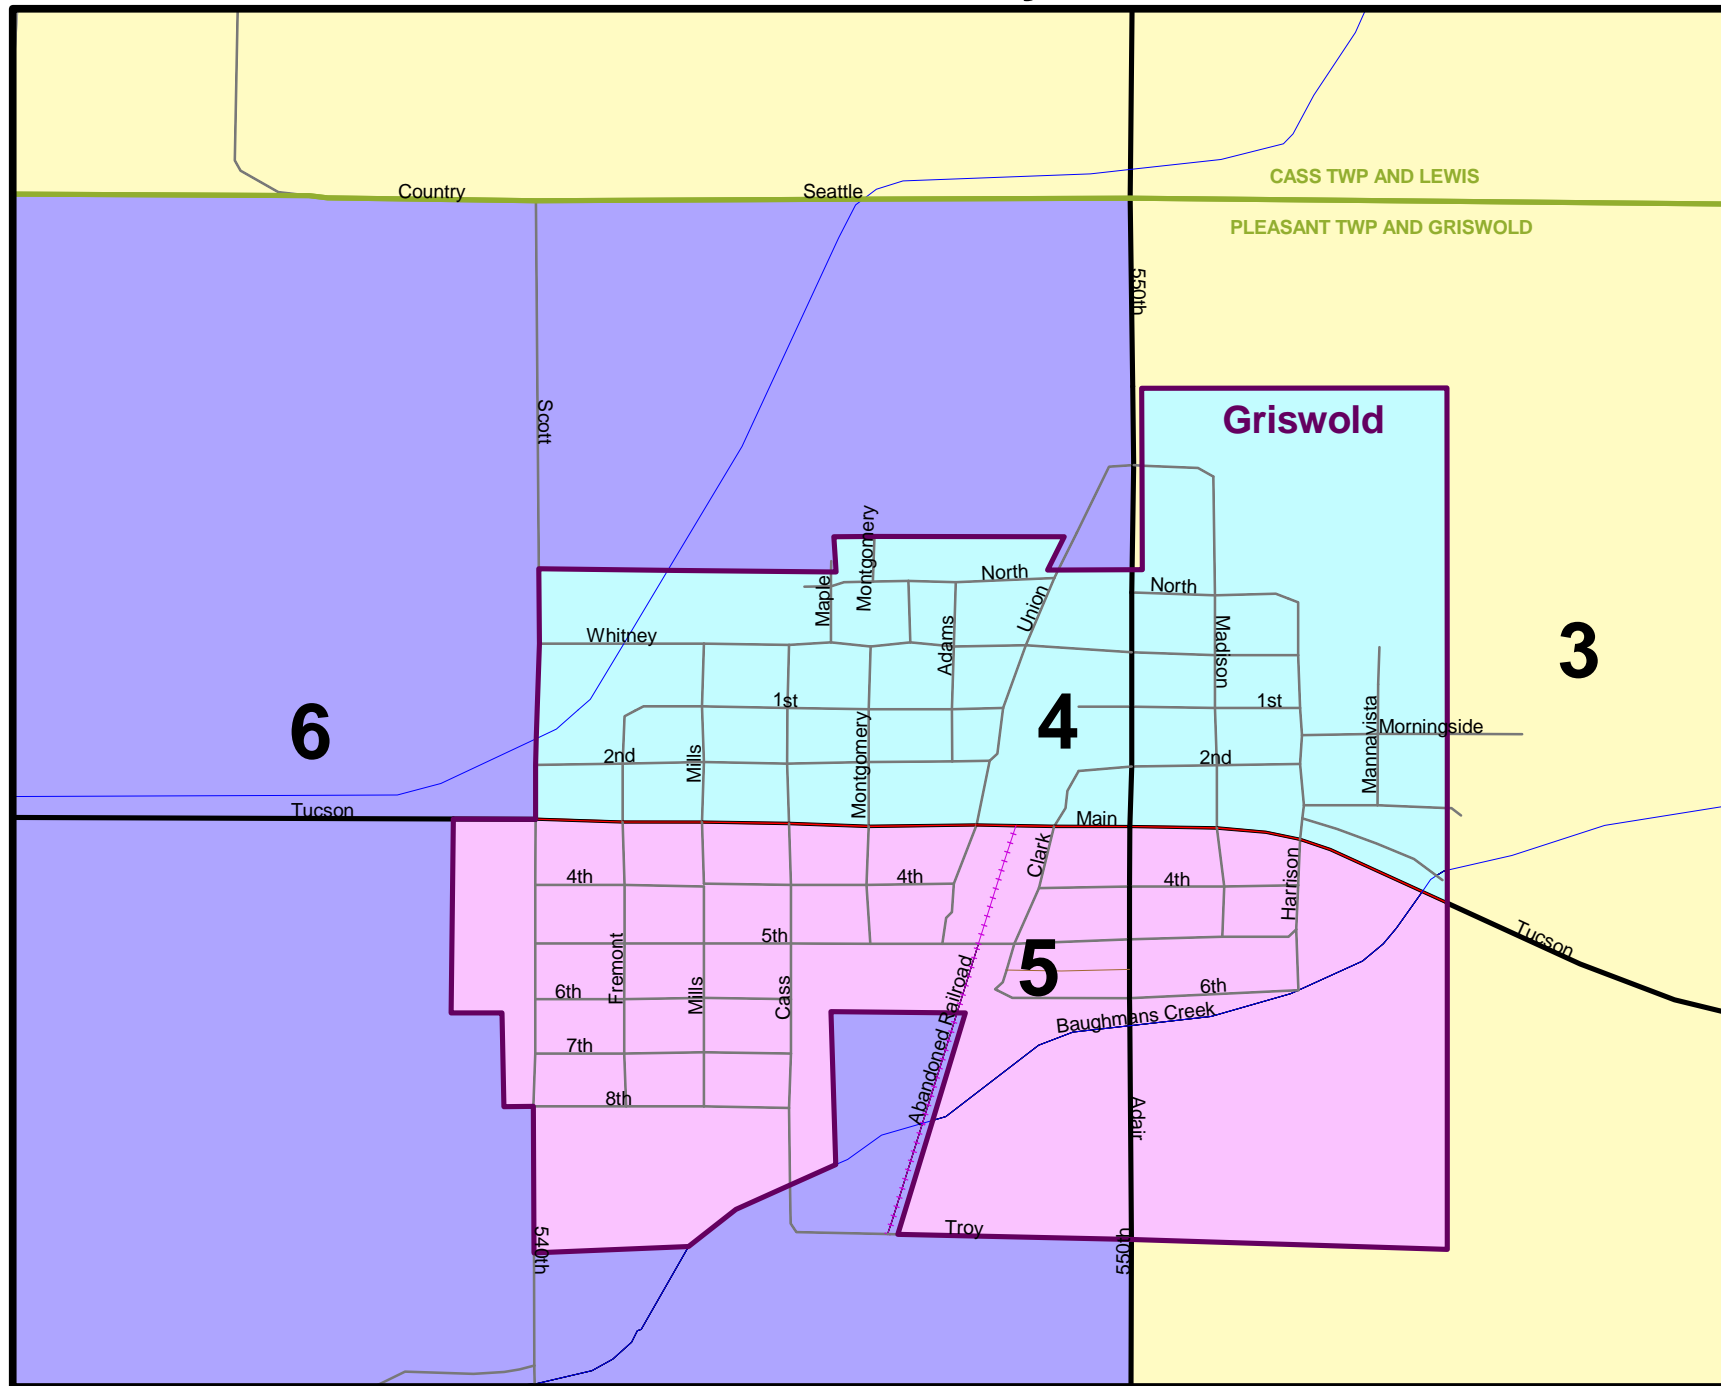 CASS TWP AND LEWIS
Country
Seattle
PLEASANT TWP AND GRISWOLD
550th
Scott
Griswold
Montgomery
North
North
Maple
Union
Adams
Madison
Whitney
3
6
1st
4
1st
Mannavista
Morningside
2nd
Mills
Montgomery
2nd
Tucson
Main
Clark
Harrison
4th
4th
4th
Tucson
5th
5
Fremont
Mills
Cass
Abandoned Railroad
6th
6th
Baughmans Creek
7th
8th
Adair
540th
Troy
550th